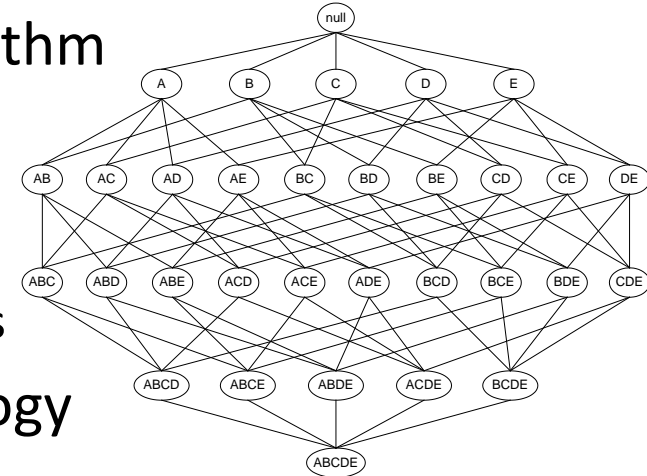 null
thm
A B C D E
AB AC AD AE BC BD BE CD CE DE
ABC ABD ABE ACD ACE ADE BCD BCE BDE CDE
s
ABCD ABCE ABDE ACDE BCDE
ogy
ABCDE